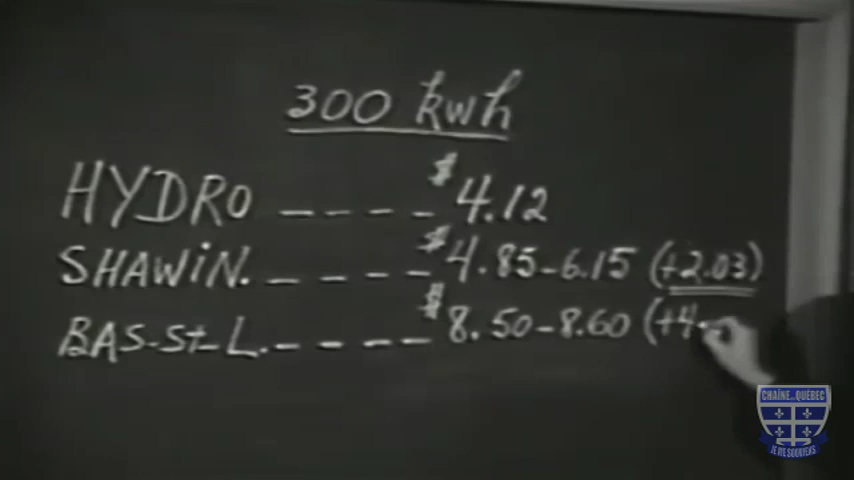 300 kwh
HYDRO ---- $4.12
SHAWIN. ---- $4.85-6.15 (+2.03)
BAS-St-L. ---- $8.50-8.60 (+4.
CHAÎNE DU QUÉBEC
JE ME SOUVIENS